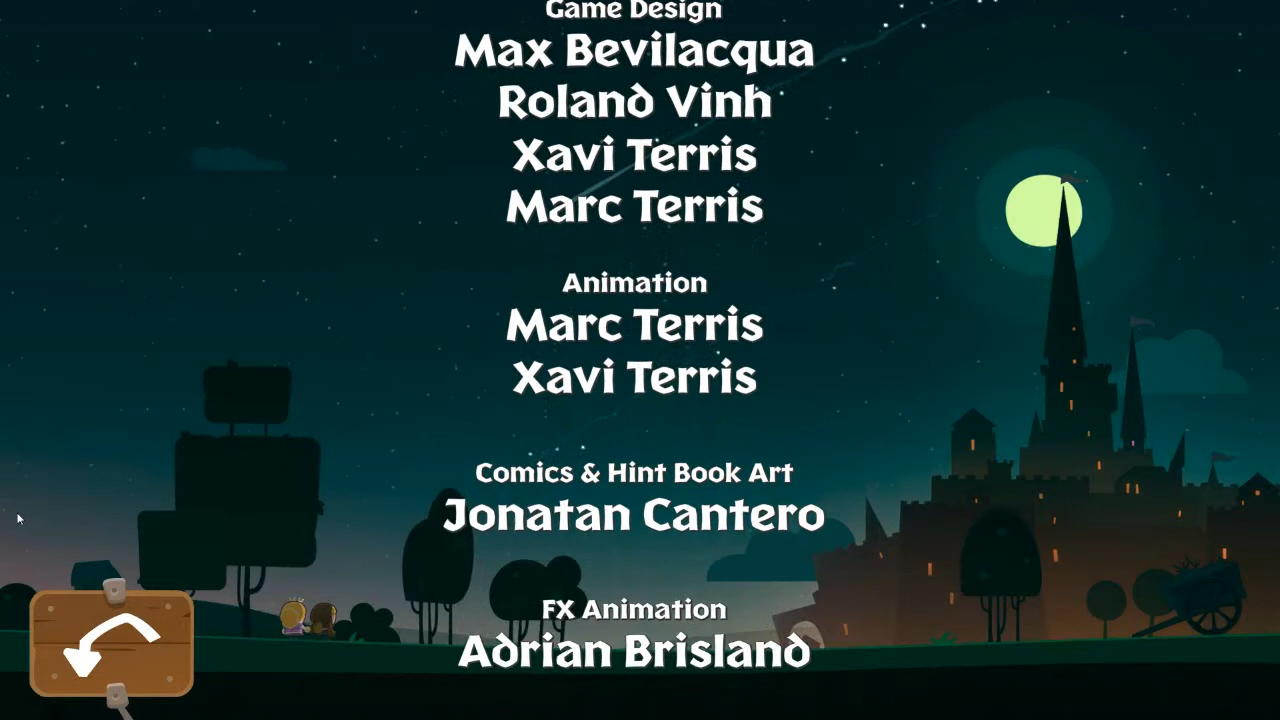 Game Design
Max Bevilacqua
Roland Vinh
Xavi Terris
Marc Terris
Animation
Marc Terris
Xavi Terris
Comics & Hint Book Art
Jonatan Cantero
FX Animation
Adrian Brisland